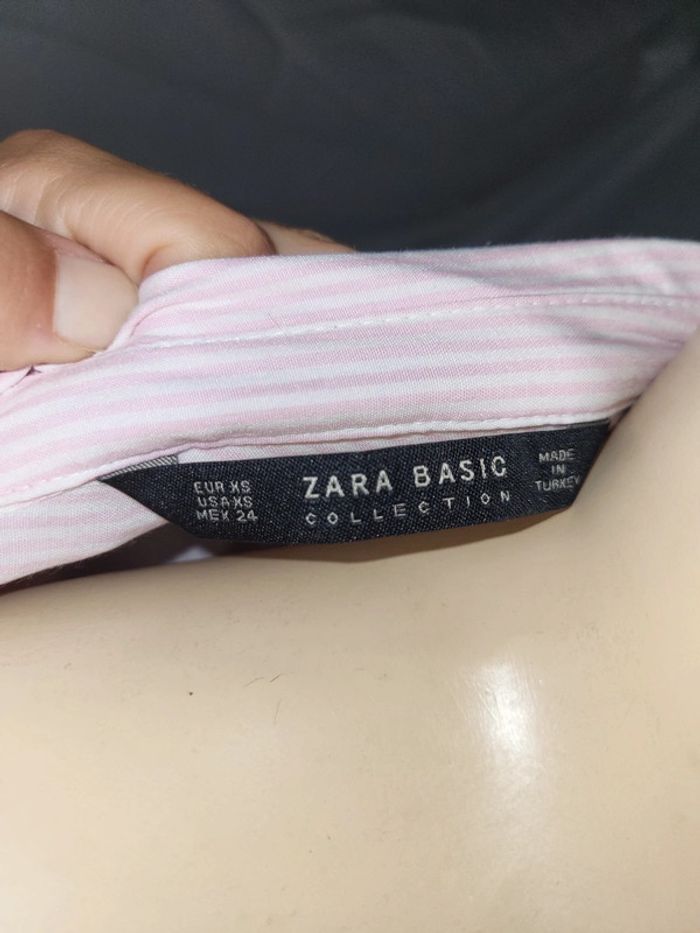 EUR XS
USA XS
MEX 24
ZARA BASIC
COLLECTION
MADE
IN
TURKEY